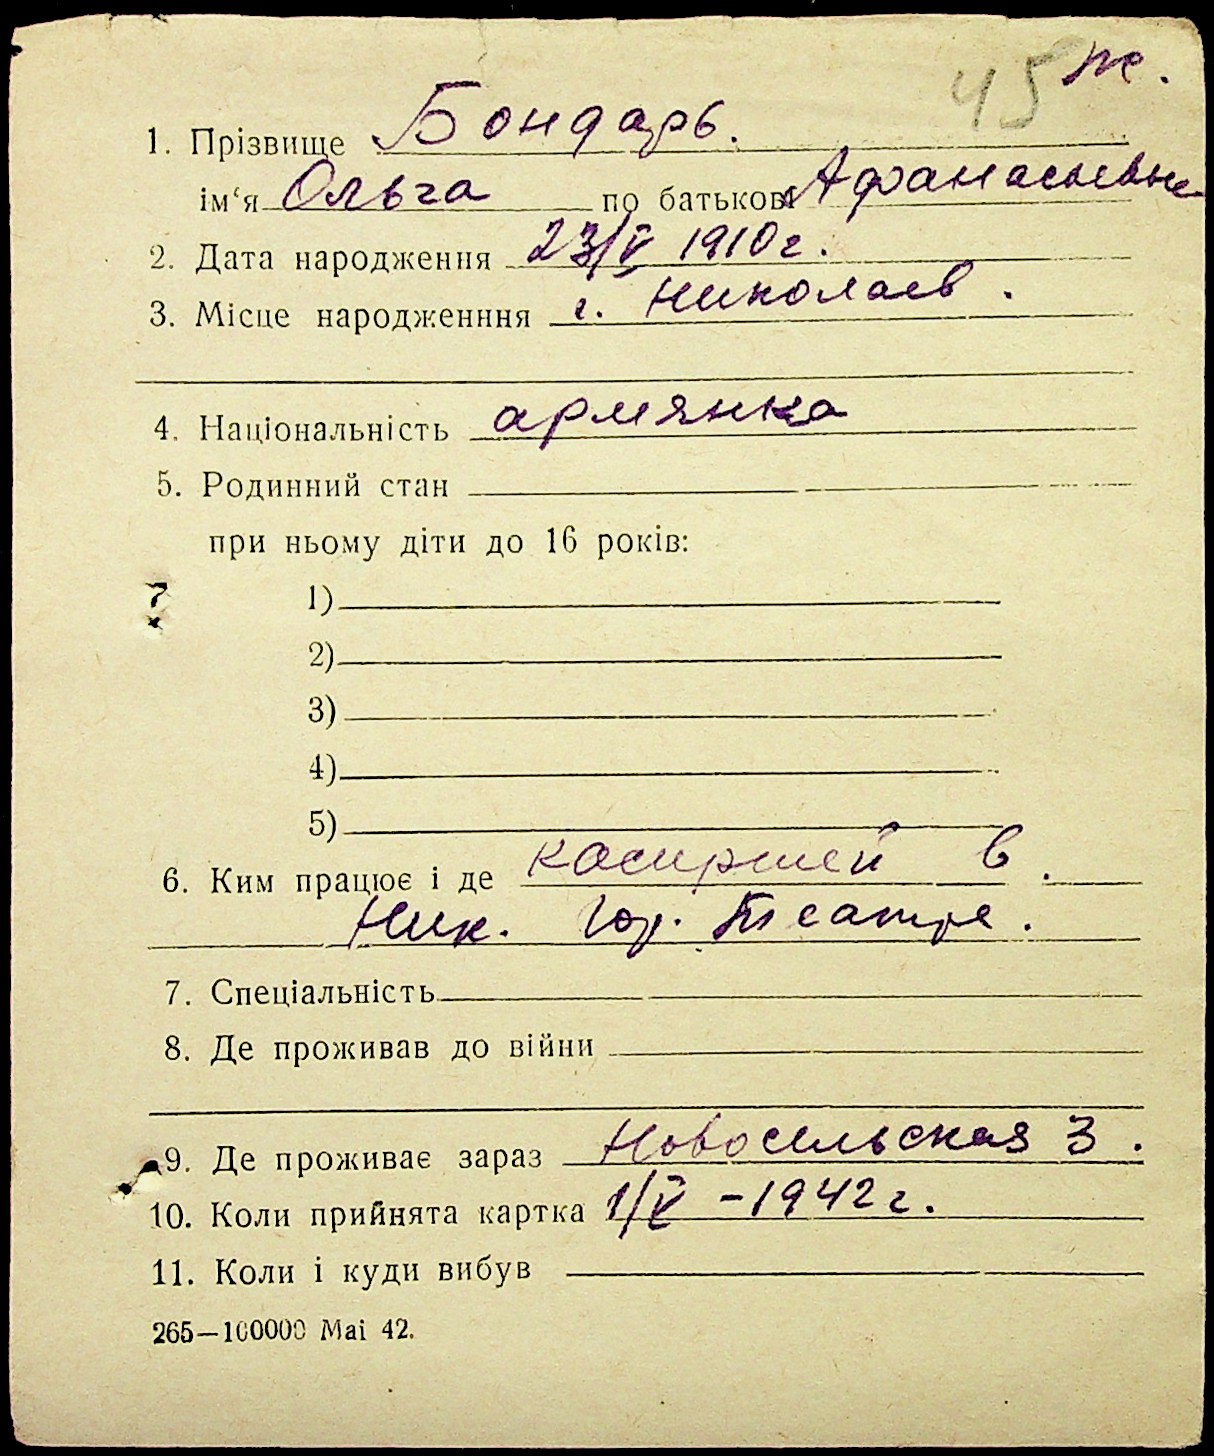 45 ж.
1. Прізвище Бондарь.
ім‘я Ольга по батькові Афанасьевна
2. Дата народження 23/V 1910г.
3. Місце народженння г. Николаев.
4. Національність армянка
5. Родинний стан
при ньому діти до 16 років:
1)
2)
3)
4)
5)
6. Ким працює і де кассиршей в
Ник. Гор. Театре.
7. Спеціальність
8. Де проживав до війни
9. Де проживає зараз Новосельская 3.
10. Коли прийнята картка 1/V – 1942г.
11. Коли і куди вибув
265—100000 Mai 42.